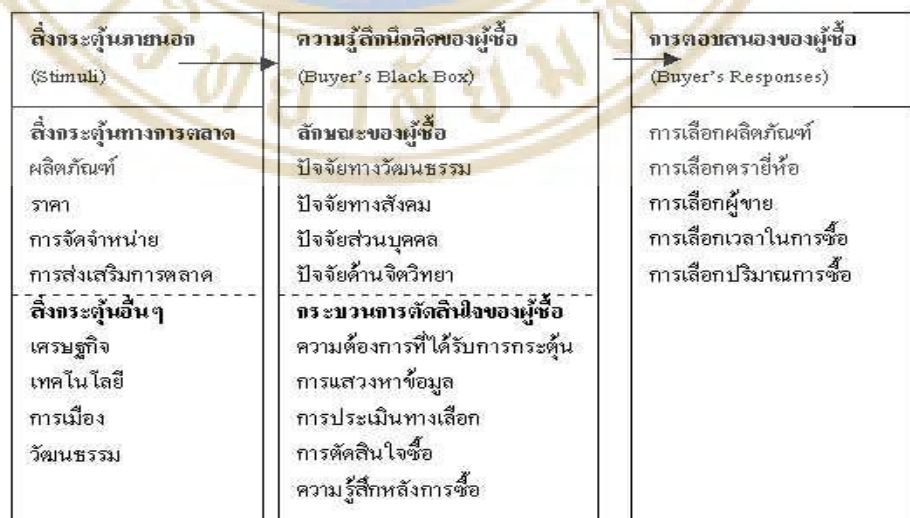 สิ่งกระตุ้นภายนอก
(Stimuli)
สิ่งกระตุ้นทางการตลาด
ผลิตภัณฑ์
ราคา
การจัดจำหน่าย
การส่งเสริมการตลาด
สิ่งกระตุ้นอื่นๆ
เศรษฐกิจ
เทคโนโลยี
การเมือง
วัฒนธรรม
ความรู้สึกนึกคิดของผู้ซื้อ
(Buyer's Black Box)
ลักษณะของผู้ซื้อ
ปัจจัยทางวัฒนธรรม
ปัจจัยทางสังคม
ปัจจัยส่วนบุคคล
ปัจจัยด้านจิตวิทยา
กระบวนการตัดสินใจของผู้ซื้อ
ความต้องการที่ได้รับการกระตุ้น
การแสวงหาข้อมูล
การประเมินทางเลือก
การตัดสินใจซื้อ
ความรู้สึกหลังการซื้อ
การตอบสนองของผู้ซื้อ
(Buyer's Responses)
การเลือกผลิตภัณฑ์
การเลือกตรายี่ห้อ
การเลือกผู้ขาย
การเลือกเวลาในการซื้อ
การเลือกปริมาณการซื้อ